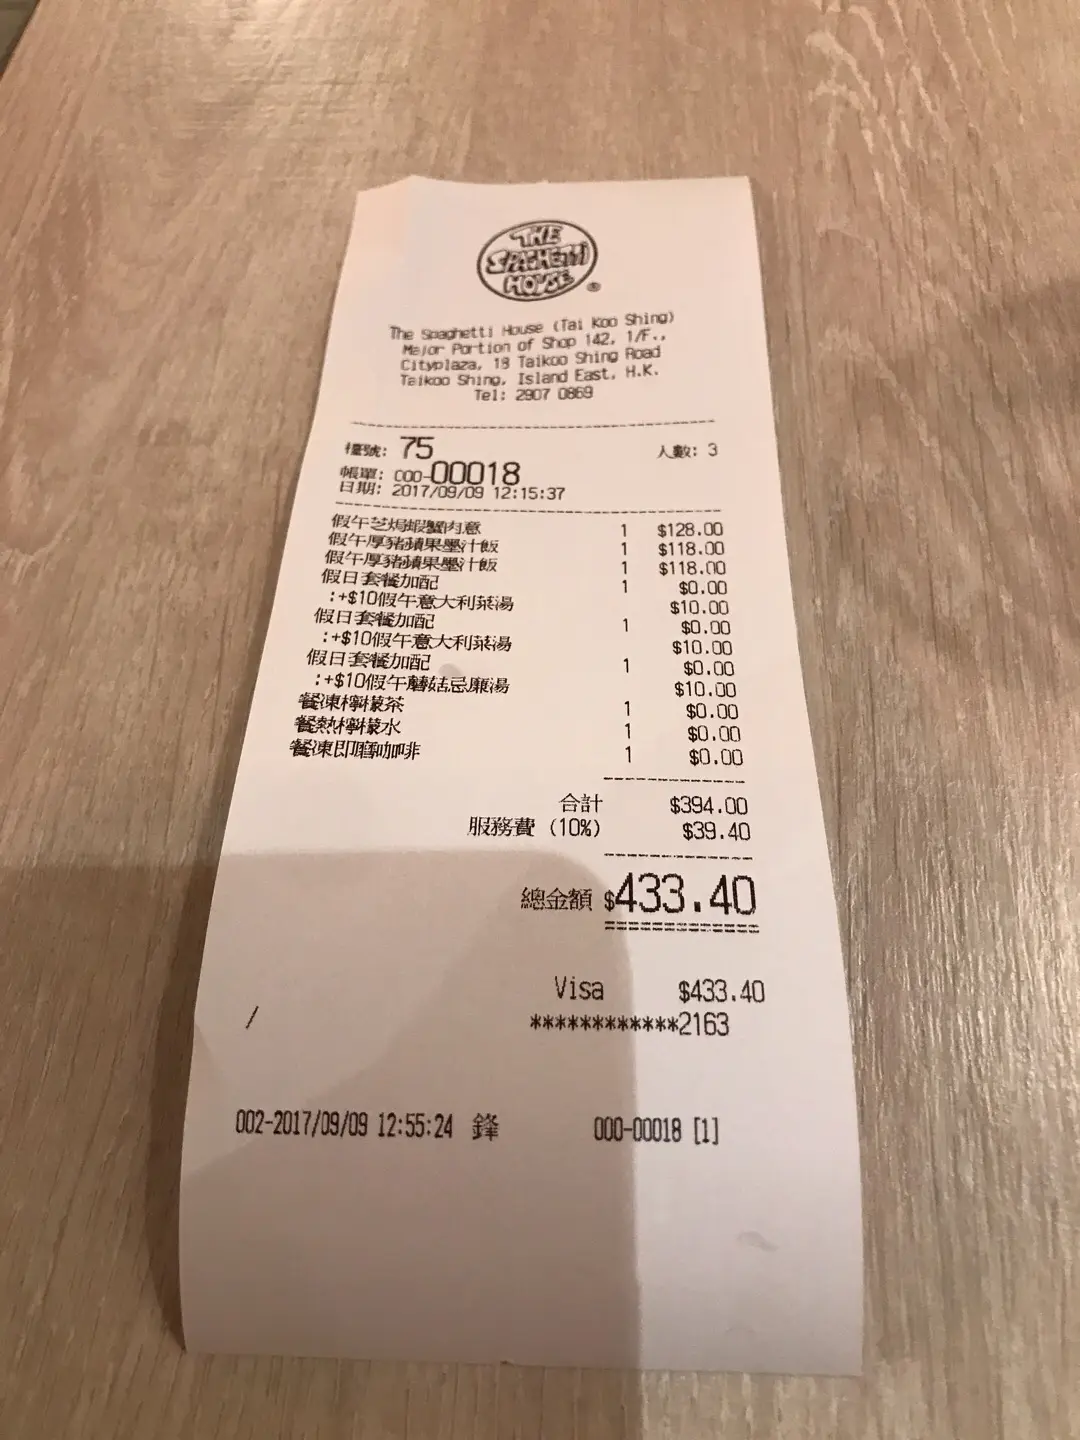 THE
SPAGHETTI
HOUSE ®
The Spaghetti House (Tai Koo Shing)
Major Portion of Shop 142, 1/F.,
Cityplaza, 18 Taikoo Shing Road
Taikoo Shing, Island East, H.K.
Tel: 2907 0869
檯號: 75 人數: 3
帳單: 000-00018
日期: 2017/09/09 12:15:37
假午芝焗蝦蟹肉意 1 $128.00
假午厚豬蘋果墨汁飯 1 $118.00
假午厚豬蘋果墨汁飯 1 $118.00
假日套餐加配 1 $0.00
:+$10假午意大利菜湯 $10.00
假日套餐加配 1 $0.00
:+$10假午意大利菜湯 $10.00
假日套餐加配 1 $0.00
:+$10假午蘑菇忌廉湯 $10.00
餐凍檸檬茶 1 $0.00
餐熱檸檬水 1 $0.00
餐凍即磨咖啡 1 $0.00
合計 $394.00
服務費 (10%) $39.40
總金額 $433.40
Visa $433.40
************2163
/
002-2017/09/09 12:55:24 鋒 000-00018 [1]